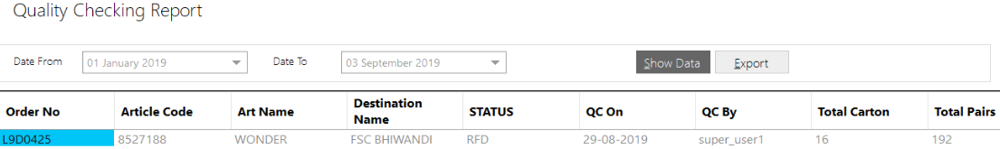 Quality Checking Report
Date From 01 January 2019 Date To 03 September 2019 Show Data Export
Order No Article Code Art Name Destination Name STATUS QC On QC By Total Carton Total Pairs
L9D0425 8527188 WONDER FSC BHIWANDI RFD 29-08-2019 super_user1 16 192